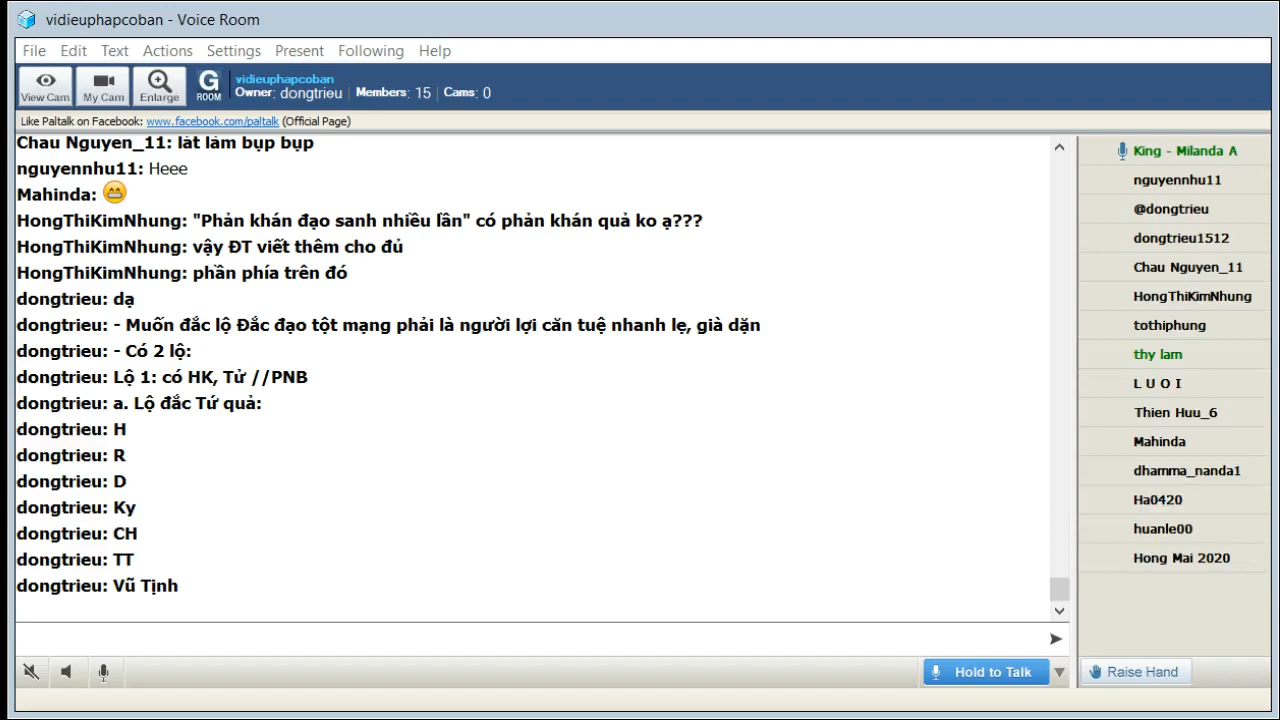 vidieuphapcoban - Voice Room
File Edit Text Actions Settings Present Following Help
View Cam My Cam Enlarge G ROOM
vidieuphapcoban
Owner: dongtrieu | Members: 15 | Cams: 0
Like Paltalk on Facebook: www.facebook.com/paltalk (Official Page)
Chau Nguyen_11: lát lảm bụp bụp
nguyennhu11: Heee
Mahinda: 😁
HongThiKimNhung: "Phản khán đạo sanh nhiều lần" có phản khán quả ko ạ???
HongThiKimNhung: vậy ĐT viết thêm cho đủ
HongThiKimNhung: phần phía trên đó
dongtrieu: dạ
dongtrieu: - Muốn đắc lộ Đắc đạo tột mạng phải là người lợi căn tuệ nhanh lẹ, già dặn
dongtrieu: - Có 2 lộ:
dongtrieu: Lộ 1: có HK, Tử //PNB
dongtrieu: a. Lộ đắc Tứ quả:
dongtrieu: H
dongtrieu: R
dongtrieu: D
dongtrieu: Ky
dongtrieu: CH
dongtrieu: TT
dongtrieu: Vũ Tịnh
King - Milanda A
nguyennhu11
@dongtrieu
dongtrieu1512
Chau Nguyen_11
HongThiKimNhung
tothiphung
thy lam
L U O I
Thien Huu_6
Mahinda
dhamma_nanda1
Ha0420
huanle00
Hong Mai 2020
Hold to Talk
Raise Hand